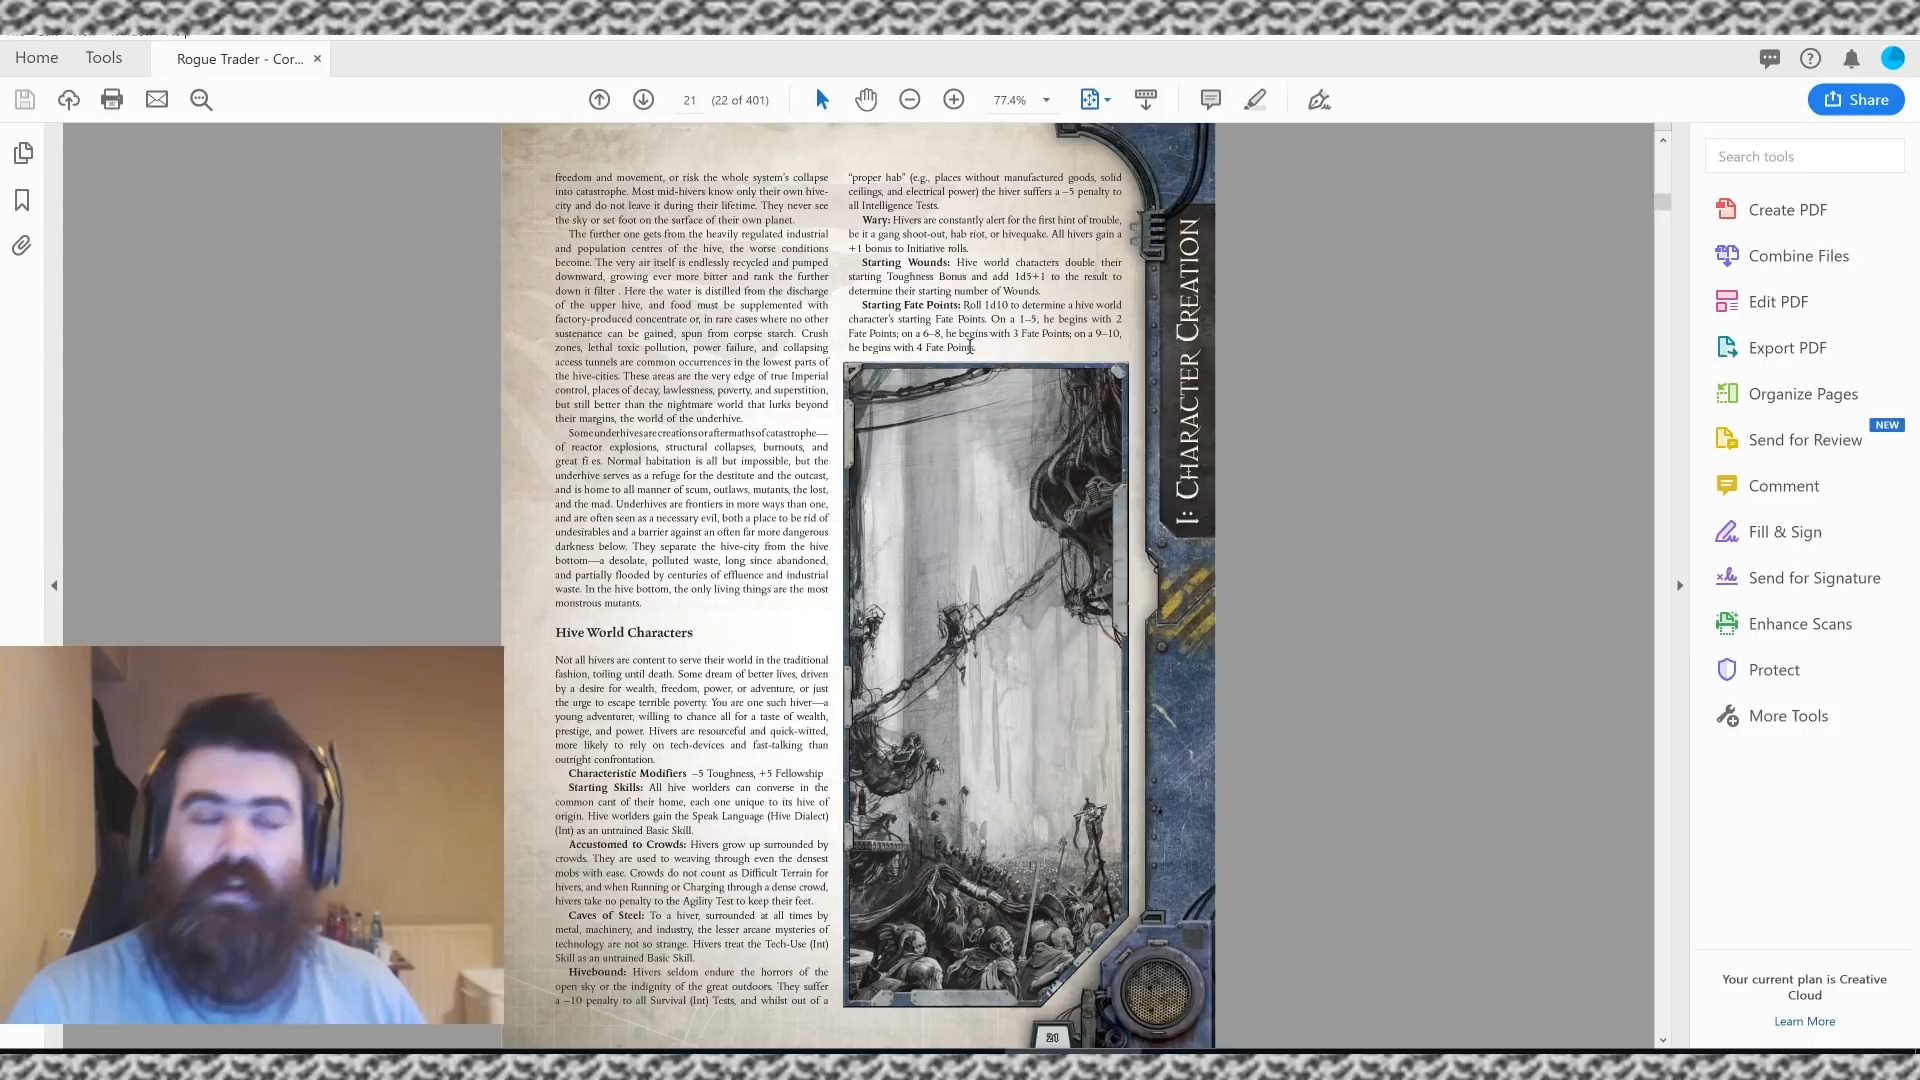 Home
Tools
Rogue Trader - Cor...
21
(22 of 401)
77.4%
Share
freedom and movement, or risk the whole system's collapse
into catastrophe. Most mid-hivers know only their own hive-
city and do not leave it during their lifetime. They never see
the sky or set foot on the surface of their own planet.
The further one gets from the heavily regulated industrial
and population centres of the hive, the worse conditions
become. The very air itself is endlessly recycled and pumped
downward, growing ever more bitter and rank the further
down it filter . Here the water is distilled from the discharge
of the upper hive, and food must be supplemented with
factory-produced concentrate or, in rare cases where no other
sustenance can be gained, spun from corpse starch. Crush
zones, lethal toxic pollution, power failure, and collapsing
access tunnels are common occurrences in the lowest parts of
the hive-cities. These areas are the very edge of true Imperial
control, places of decay, lawlessness, poverty, and superstition,
but still better than the nightmare world that lurks beyond
their margins, the world of the underhive.
Some underhives are creations or aftermaths of catastrophe—
of reactor explosions, structural collapses, burnouts, and
great fi es. Normal habitation is all but impossible, but the
underhive serves as a refuge for the destitute and the outcast,
and is home to all manner of scum, outlaws, mutants, the lost,
and the mad. Underhives are frontiers in more ways than one,
and are often seen as a necessary evil, both a place to be rid of
undesirables and a barrier against an often far more dangerous
darkness below. They separate the hive-city from the hive
bottom—a desolate, polluted waste, long since abandoned,
and partially flooded by centuries of effluence and industrial
waste. In the hive bottom, the only living things are the most
monstrous mutants.
Hive World Characters
Not all hivers are content to serve their world in the traditional
fashion, toiling until death. Some dream of better lives, driven
by a desire for wealth, freedom, power, or adventure, or just
the urge to escape terrible poverty. You are one such hiver—a
young adventurer, willing to chance all for a taste of wealth,
prestige, and power. Hivers are resourceful and quick-witted,
more likely to rely on tech-devices and fast-talking than
outright confrontation.
Characteristic Modifiers –5 Toughness, +5 Fellowship
Starting Skills: All hive worlders can converse in the
common cant of their home, each one unique to its hive of
origin. Hive worlders gain the Speak Language (Hive Dialect)
(Int) as an untrained Basic Skill.
Accustomed to Crowds: Hivers grow up surrounded by
crowds. They are used to weaving through even the densest
mobs with ease. Crowds do not count as Difficult Terrain for
hivers, and when Running or Charging through a dense crowd,
hivers take no penalty to the Agility Test to keep their feet.
Caves of Steel: To a hiver, surrounded at all times by
metal, machinery, and industry, the lesser arcane mysteries of
technology are not so strange. Hivers treat the Tech-Use (Int)
Skill as an untrained Basic Skill.
Hivebound: Hivers seldom endure the horrors of the
open sky or the indignity of the great outdoors. They suffer
a –10 penalty to all Survival (Int) Tests, and whilst out of a
“proper hab” (e.g., places without manufactured goods, solid
ceilings, and electrical power) the hiver suffers a –5 penalty to
all Intelligence Tests.
Wary: Hivers are constantly alert for the first hint of trouble,
be it a gang shoot-out, hab riot, or hivequake. All hivers gain a
+1 bonus to Initiative rolls.
Starting Wounds: Hive world characters double their
starting Toughness Bonus and add 1d5+1 to the result to
determine their starting number of Wounds.
Starting Fate Points: Roll 1d10 to determine a hive world
character's starting Fate Points. On a 1–5, he begins with 2
Fate Points; on a 6–8, he begins with 3 Fate Points; on a 9–10,
he begins with 4 Fate Points.
I: Character Creation
21
Search tools
Create PDF
Combine Files
Edit PDF
Export PDF
Organize Pages
Send for Review
NEW
Comment
Fill & Sign
Send for Signature
Enhance Scans
Protect
More Tools
Your current plan is Creative
Cloud
Learn More